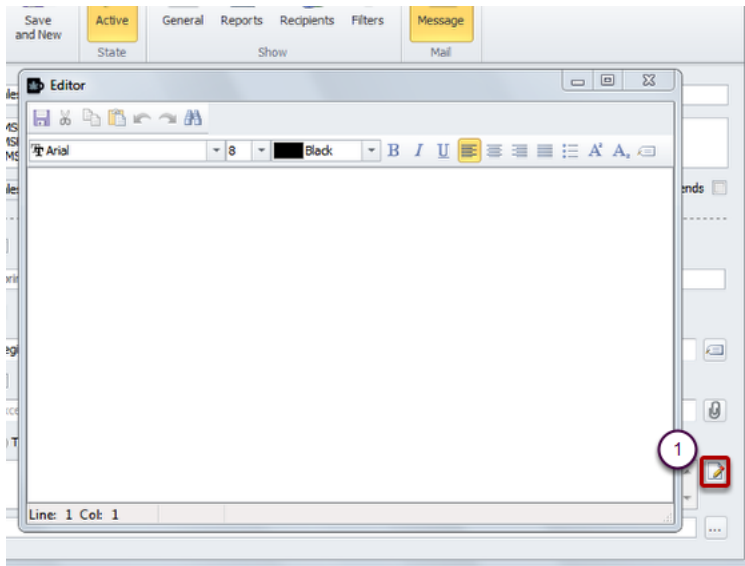 Save Active General Reports Recipients Filters Message
and New
State Show Mail
Editor
Arial 8 Black B I U A A
ends
1
Line: 1 Col: 1